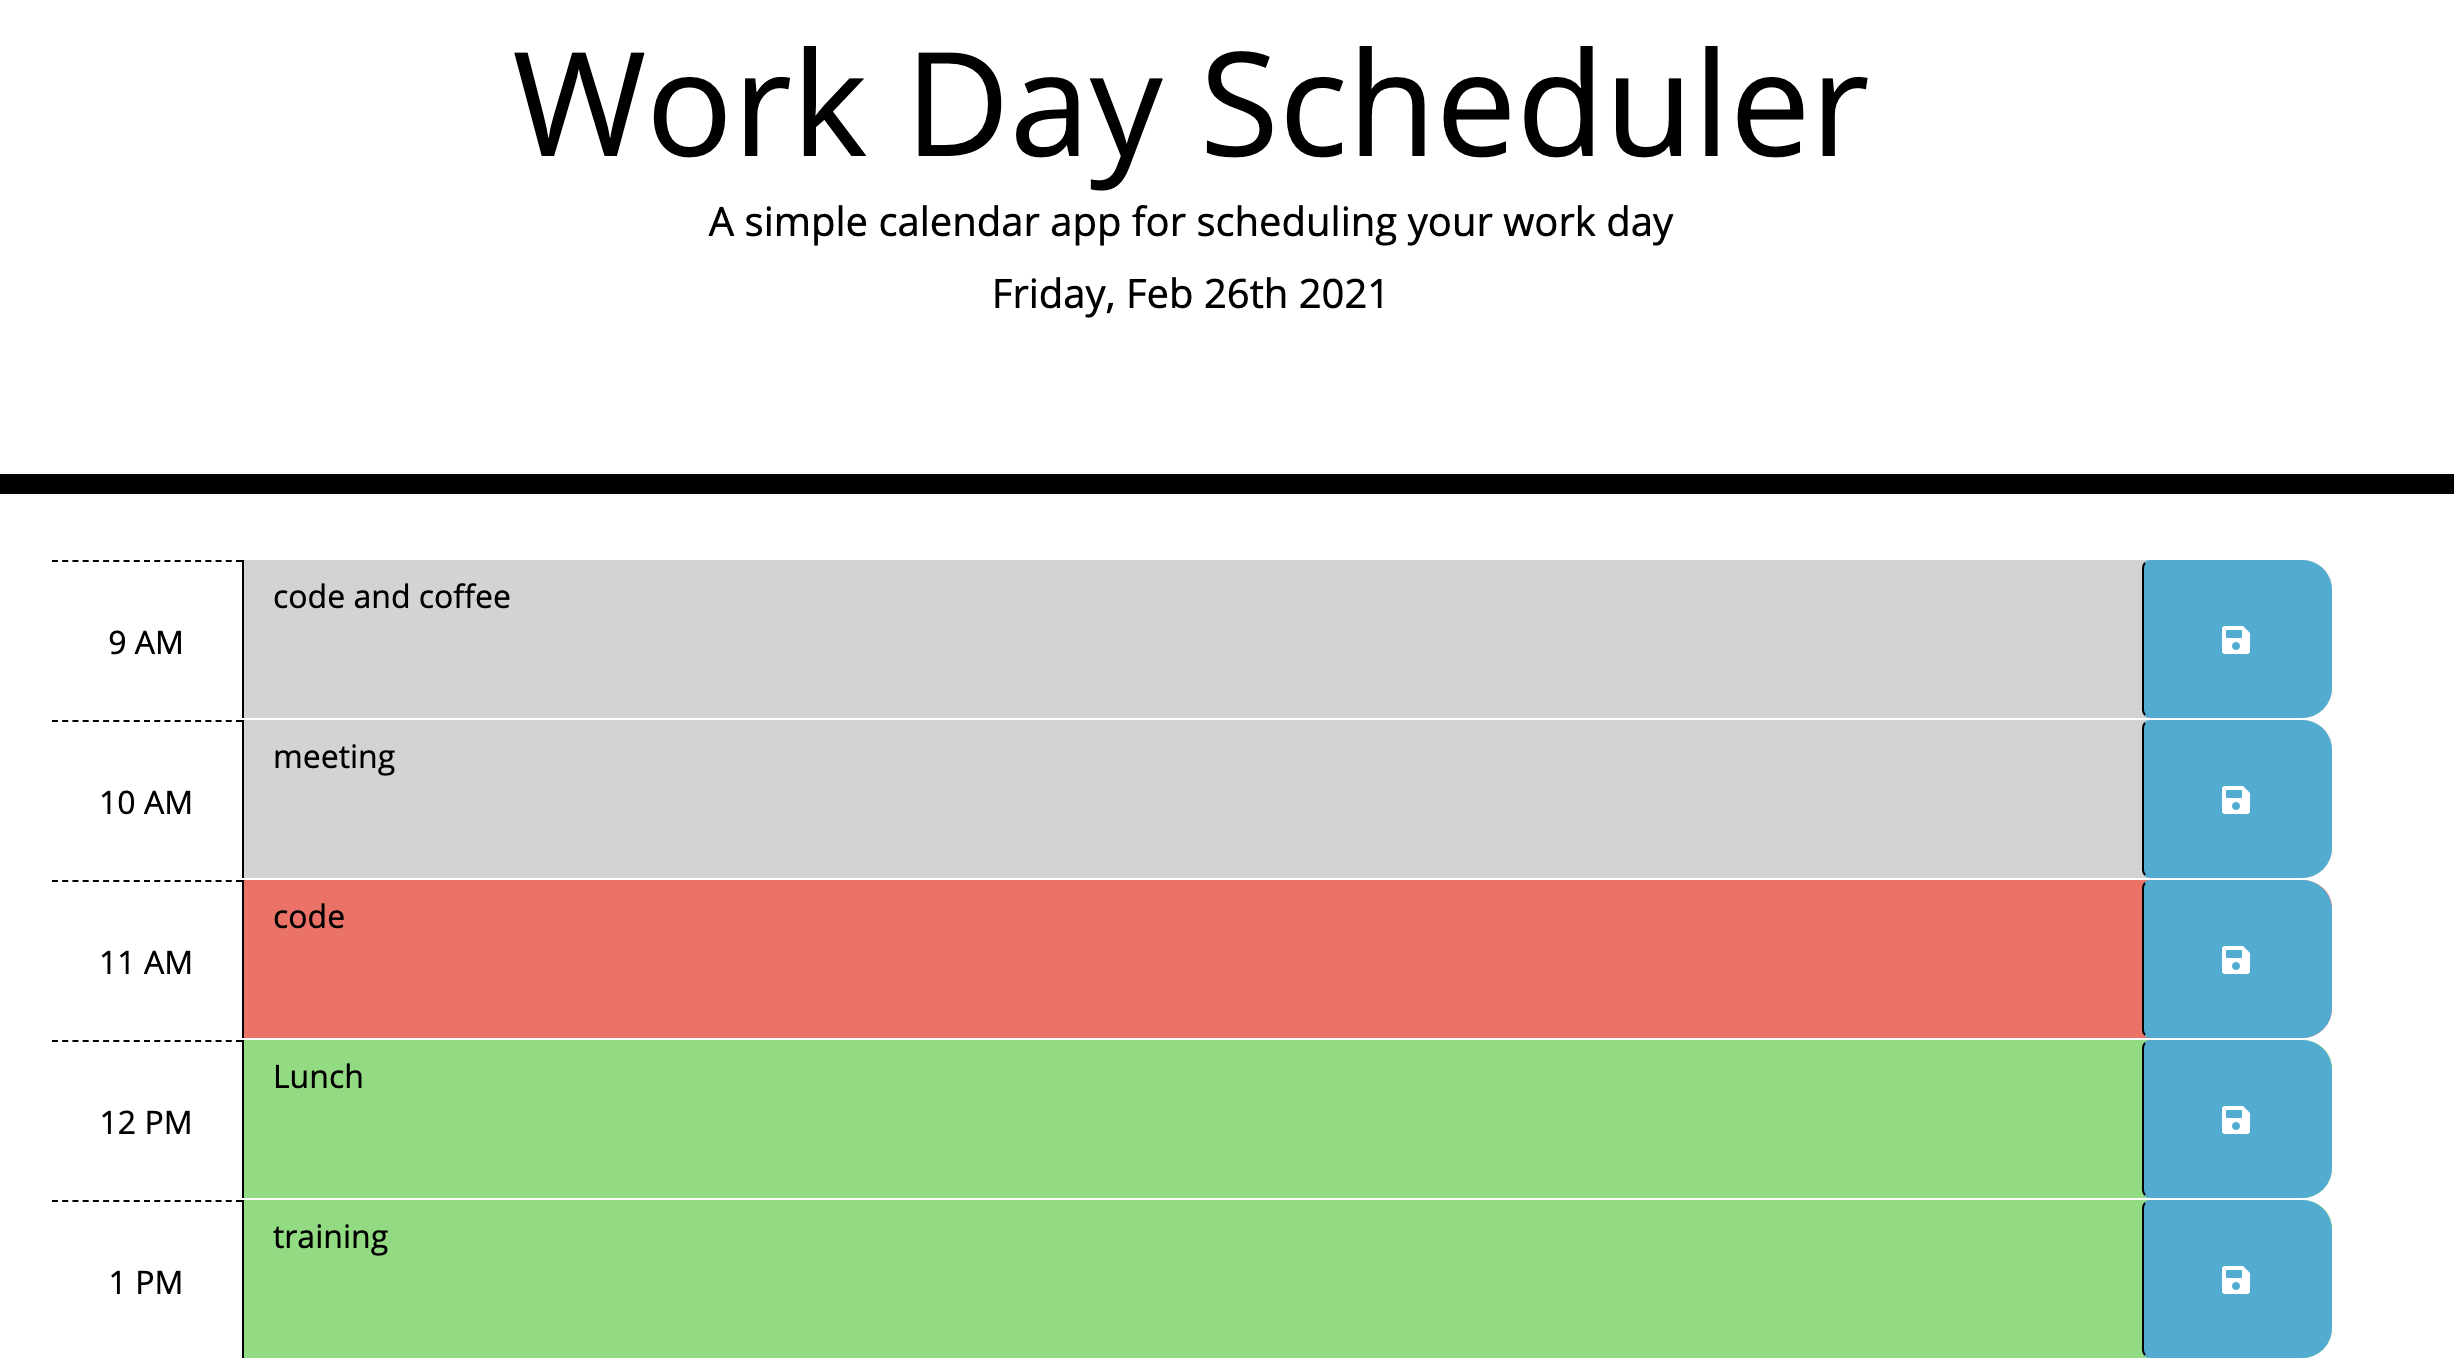 Work Day Scheduler
A simple calendar app for scheduling your work day
Friday, Feb 26th 2021
9 AM
code and coffee
10 AM
meeting
11 AM
code
12 PM
Lunch
1 PM
training